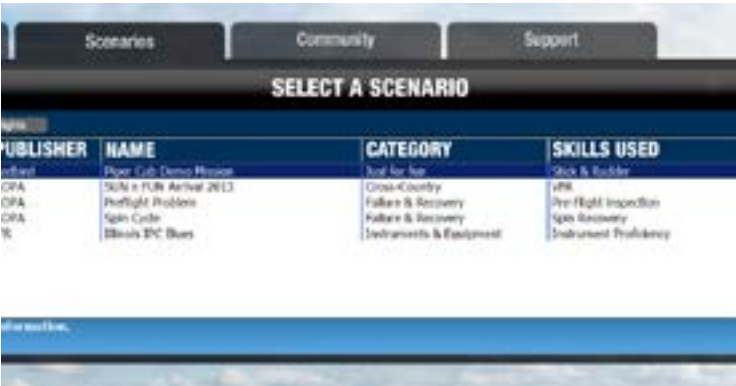 Scenarios Community Support
SELECT A SCENARIO
PUBLISHER NAME CATEGORY SKILLS USED
Piper Cub Demo Mission Just for fun Stick & Rudder
OPA SUN n FUN Arrival 2013 Cross-Country VFR
OPA Preflight Problem Failure & Recovery Pre-Flight Inspection
OPA Spin Cycle Failure & Recovery Spin Recovery
Illinois IPC Blues Instruments & Equipment Instrument Proficiency
nformation.